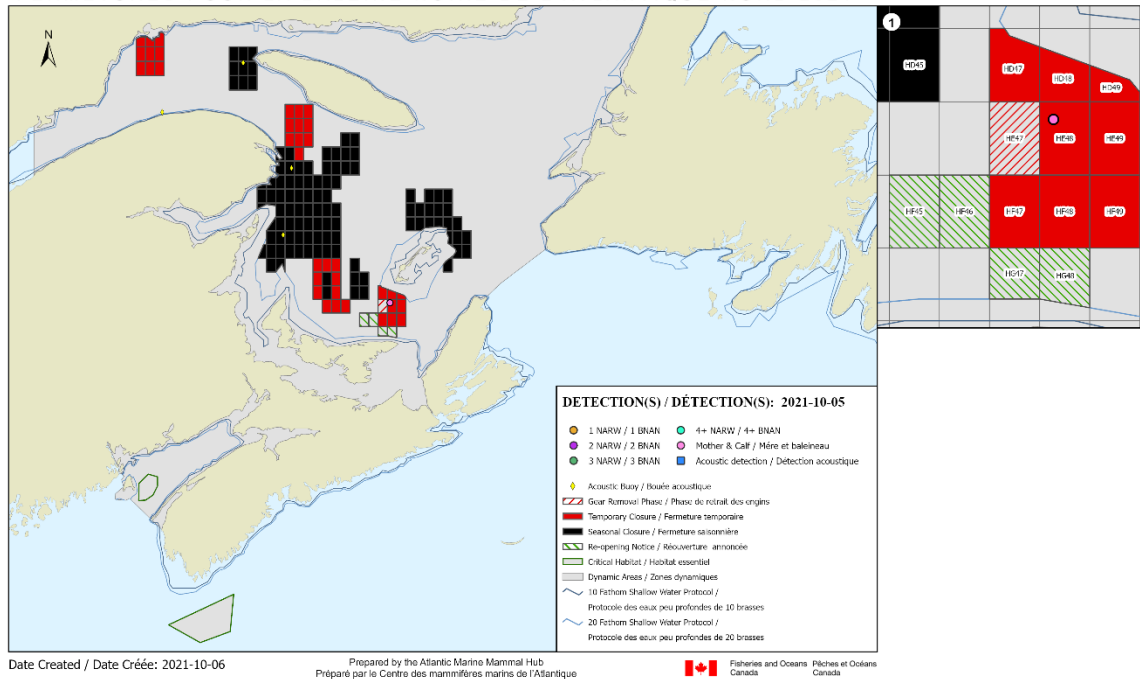 N
1
HD45
HD47
HD48
HD49
HE47
HE48
HE49
HF45
HF46
HF47
HF48
HF49
HG47
HG48
DETECTION(S) / DÉTECTION(S): 2021-10-05
1 NARW / 1 BNAN
4+ NARW / 4+ BNAN
2 NARW / 2 BNAN
Mother & Calf / Mére et baleineau
3 NARW / 3 BNAN
Acoustic detection / Détection acoustique
Acoustic Buoy / Bouée acoustique
Gear Removal Phase / Phase de retrait des engins
Temporary Closure / Fermeture temporaire
Seasonal Closure / Fermeture saisonnière
Re-opening Notice / Réouverture annoncée
Critical Habitat / Habitat essentiel
Dynamic Areas / Zones dynamiques
10 Fathom Shallow Water Protocol /
Protocole des eaux peu profondes de 10 brasses
20 Fathom Shallow Water Protocol /
Protocole des eaux peu profondes de 20 brasses
Date Created / Date Créée: 2021-10-06
Prepared by the Atlantic Marine Mammal Hub
Préparé par le Centre des mammifères marins de l'Atlantique
Fisheries and Oceans Canada
Pêches et Océans Canada